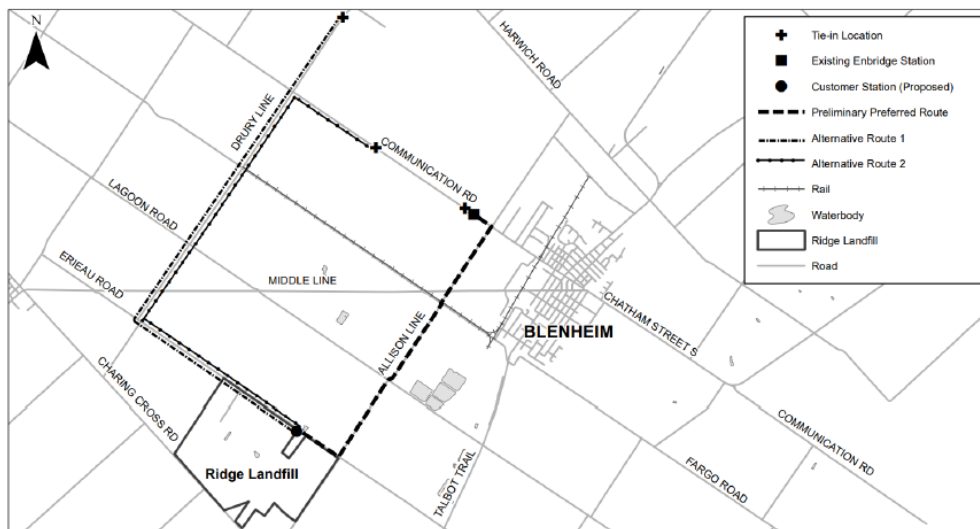 N
HARWICH ROAD
DRURY LINE
COMMUNICATION RD
LAGOON ROAD
ERIEAU ROAD
MIDDLE LINE
CHATHAM STREET S
BLENHEIM
ALLISON LINE
CHARING CROSS RD
COMMUNICATION RD
FARGO ROAD
TALBOT TRAIL
Ridge Landfill
Tie-in Location
Existing Enbridge Station
Customer Station (Proposed)
Preliminary Preferred Route
Alternative Route 1
Alternative Route 2
Rail
Waterbody
Ridge Landfill
Road